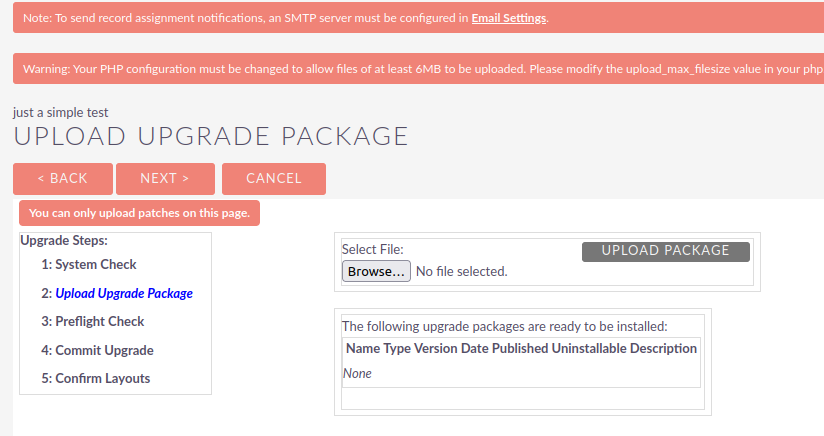 Note: To send record assignment notifications, an SMTP server must be configured in Email Settings.
Warning: Your PHP configuration must be changed to allow files of at least 6MB to be uploaded. Please modify the upload_max_filesize value in your php
just a simple test
UPLOAD UPGRADE PACKAGE
< BACK NEXT > CANCEL
You can only upload patches on this page.
Upgrade Steps:
1: System Check
2: Upload Upgrade Package
3: Preflight Check
4: Commit Upgrade
5: Confirm Layouts
Select File: UPLOAD PACKAGE
Browse... No file selected.
The following upgrade packages are ready to be installed:
Name Type Version Date Published Uninstallable Description
None